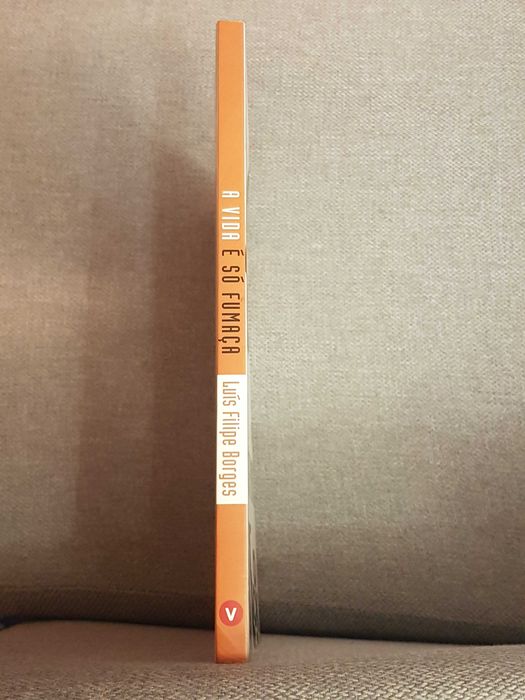 A VIDA É SÓ FUMAÇA
Luís Filipe Borges
V